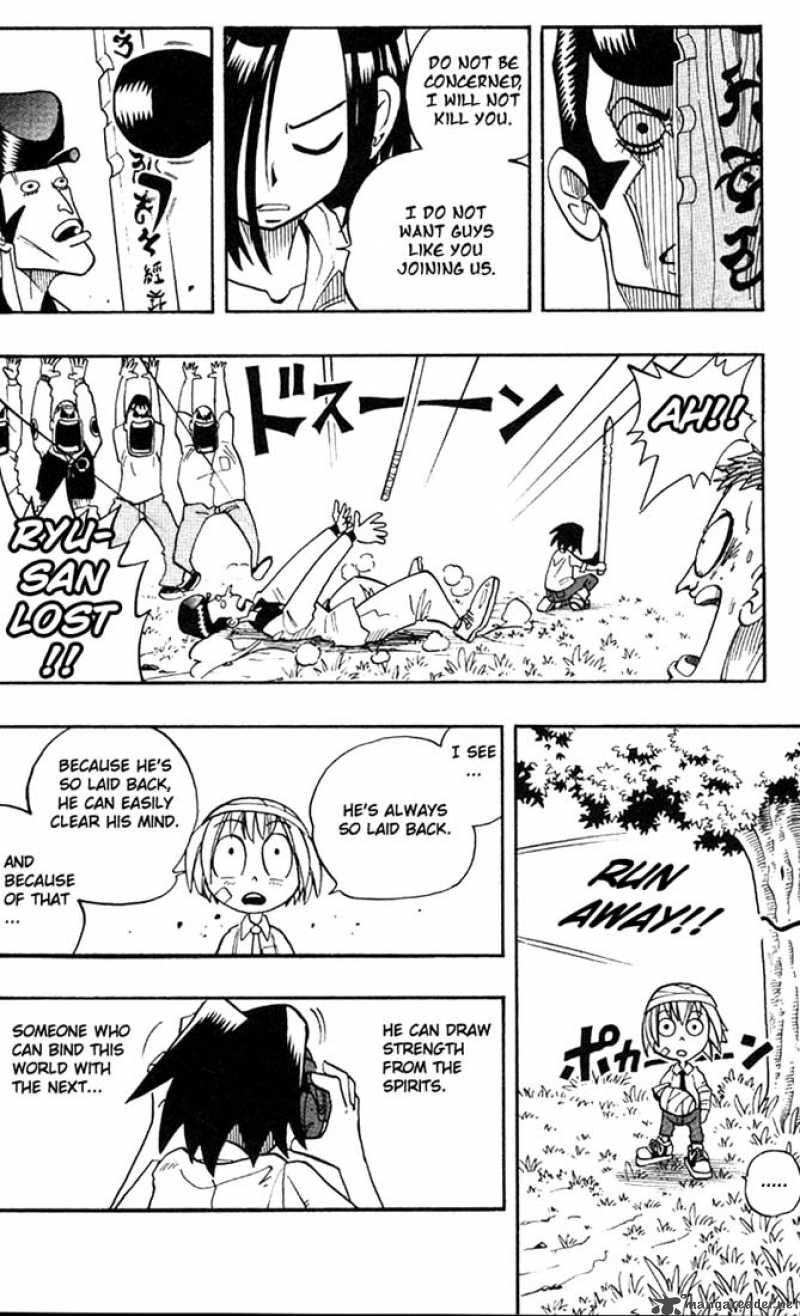 DO NOT BE
CONCERNED,
I WILL NOT
KILL YOU.
I DO NOT
WANT GUYS
LIKE YOU
JOINING US.
AH!!
ドスーーン
RYU-
SAN
LOST
!!
RUN
AWAY!!
ポカーーーン
.....
I SEE
...
HE'S ALWAYS
SO LAID BACK.
BECAUSE HE'S
SO LAID BACK,
HE CAN EASILY
CLEAR HIS MIND.
AND
BECAUSE
OF THAT
...
HE CAN DRAW
STRENGTH
FROM THE
SPIRITS.
SOMEONE WHO
CAN BIND THIS
WORLD WITH
THE NEXT...
© mangareader.net